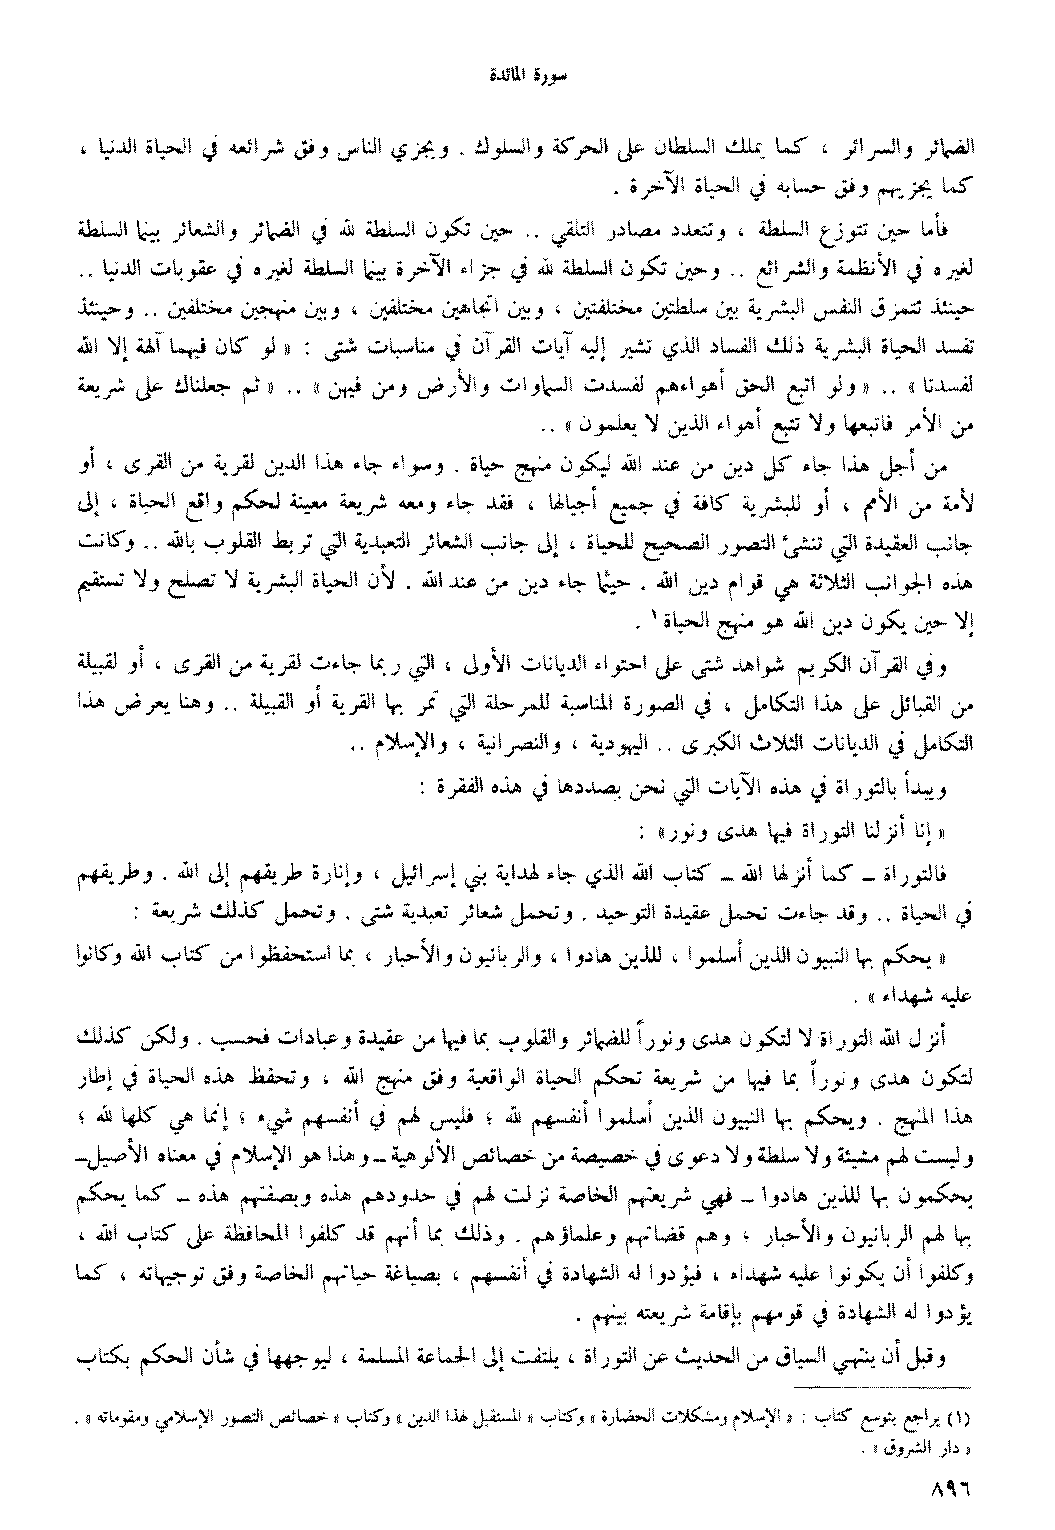 سورة المائدة
الضمائر والسرائر ، كما يملك السلطان على الحركة والسلوك . ويجزي الناس وفق شرائعه في الحياة الدنيا ،
كما يجزيهم وفق حسابه في الحياة الآخرة .
فأما حين تتوزع السلطة ، وتتعدد مصادر التلقي .. حين تكون السلطة لله في الضمائر والشعائر بينما السلطة
لغيره في الأنظمة والشرائع .. وحين تكون السلطة لله في جزاء الآخرة بينما السلطة لغيره في عقوبات الدنيا ..
حينئذ تتمزق النفس البشرية بين سلطتين مختلفتين ، وبين اتجاهين مختلفين ، وبين منهجين مختلفين .. وحينئذ
تفسد الحياة البشرية ذلك الفساد الذي تشير إليه آيات القرآن في مناسبات شتى : « لو كان فيهما آلهة إلا الله
لفسدتا » .. « ولو اتبع الحق أهواءهم لفسدت السماوات والأرض ومن فيهن » .. « ثم جعلناك على شريعة
من الأمر فاتبعها ولا تتبع أهواء الذين لا يعلمون » ..
من أجل هذا جاء كل دين من عند الله ليكون منهج حياة . وسواء جاء هذا الدين لقرية من القرى ، أو
لأمة من الأمم ، أو للبشرية كافة في جميع أجيالها ، فقد جاء ومعه شريعة معينة لحكم واقع الحياة ، إلى
جانب العقيدة التي تنشئ التصور الصحيح للحياة ، إلى جانب الشعائر التعبدية التي تربط القلوب بالله .. وكانت
هذه الجوانب الثلاثة هي قوام دين الله . حيثما جاء دين من عند الله . لأن الحياة البشرية لا تصلح ولا تستقيم
إلا حين يكون دين الله هو منهج الحياة ١ .
وفي القرآن الكريم شواهد شتى على احتواء الديانات الأولى ، التي ربما جاءت لقرية من القرى ، أو لقبيلة
من القبائل على هذا التكامل ، في الصورة المناسبة للمرحلة التي تمر بها القرية أو القبيلة .. وهنا يعرض هذا
التكامل في الديانات الثلاث الكبرى .. اليهودية ، والنصرانية ، والإسلام ..
ويبدأ بالتوراة في هذه الآيات التي نحن بصددها في هذه الفقرة :
« إنا أنزلنا التوراة فيها هدى ونور» :
فالتوراة – كما أنزلها الله – كتاب الله الذي جاء لهداية بني إسرائيل ، وإنارة طريقهم إلى الله . وطريقهم
في الحياة .. وقد جاءت تحمل عقيدة التوحيد . وتحمل شعائر تعبدية شتى . وتحمل كذلك شريعة :
« يحكم بها النبيون الذين أسلموا ، للذين هادوا ، والربانيون والأحبار ، بما استحفظوا من كتاب الله وكانوا
عليه شهداء » .
أنزل الله التوراة لا لتكون هدى ونوراً للضمائر والقلوب بما فيها من عقيدة وعبادات فحسب . ولكن كذلك
لتكون هدى ونوراً بما فيها من شريعة تحكم الحياة الواقعية وفق منهج الله ، وتحفظ هذه الحياة في إطار
هذا المنهج . ويحكم بها النبيون الذين أسلموا أنفسهم لله ؛ فليس لهم في أنفسهم شيء ؛ إنما هي كلها لله ؛
وليست لهم مشيئة ولا سلطة ولا دعوى في خصيصة من خصائص الألوهية – وهذا هو الإسلام في معناه الأصيل–
يحكمون بها للذين هادوا – فهي شريعتهم الخاصة نزلت لهم في حدودهم هذه وبصفتهم هذه – كما يحكم
بها لهم الربانيون والأحبار ؛ وهم قضاتهم وعلماؤهم . وذلك بما أنهم قد كلفوا المحافظة على كتاب الله ،
وكلفوا أن يكونوا عليه شهداء ، فيؤدوا له الشهادة في أنفسهم ، بصياغة حياتهم الخاصة وفق توجيهاته ، كما
يؤدوا له الشهادة في قومهم بإقامة شريعته بينهم .
وقبل أن ينتهي السياق من الحديث عن التوراة ، يلتفت إلى الجماعة المسلمة ، ليوجهها في شأن الحكم بكتاب
(١) يراجع بتوسع كتاب : « الإسلام ومشكلات الحضارة » وكتاب « المستقبل لهذا الدين » وكتاب « خصائص التصور الإسلامي ومقوماته » .
« دار الشروق » .
٨٩٦